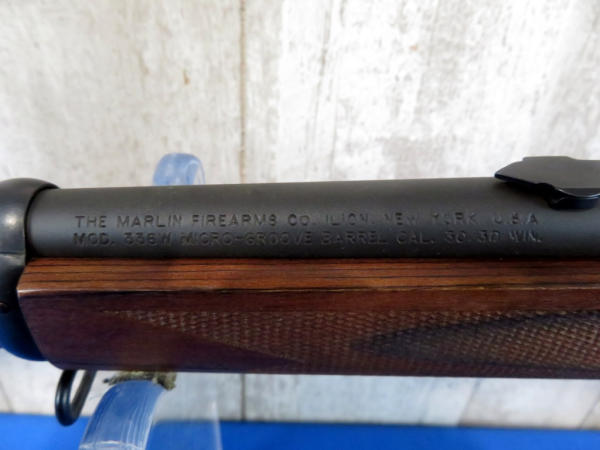 THE MARLIN FIREARMS CO. ILION, NEW YORK, U.S.A.
MOD. 336W MICRO-GROOVE BARREL CAL. 30.30 WIN.